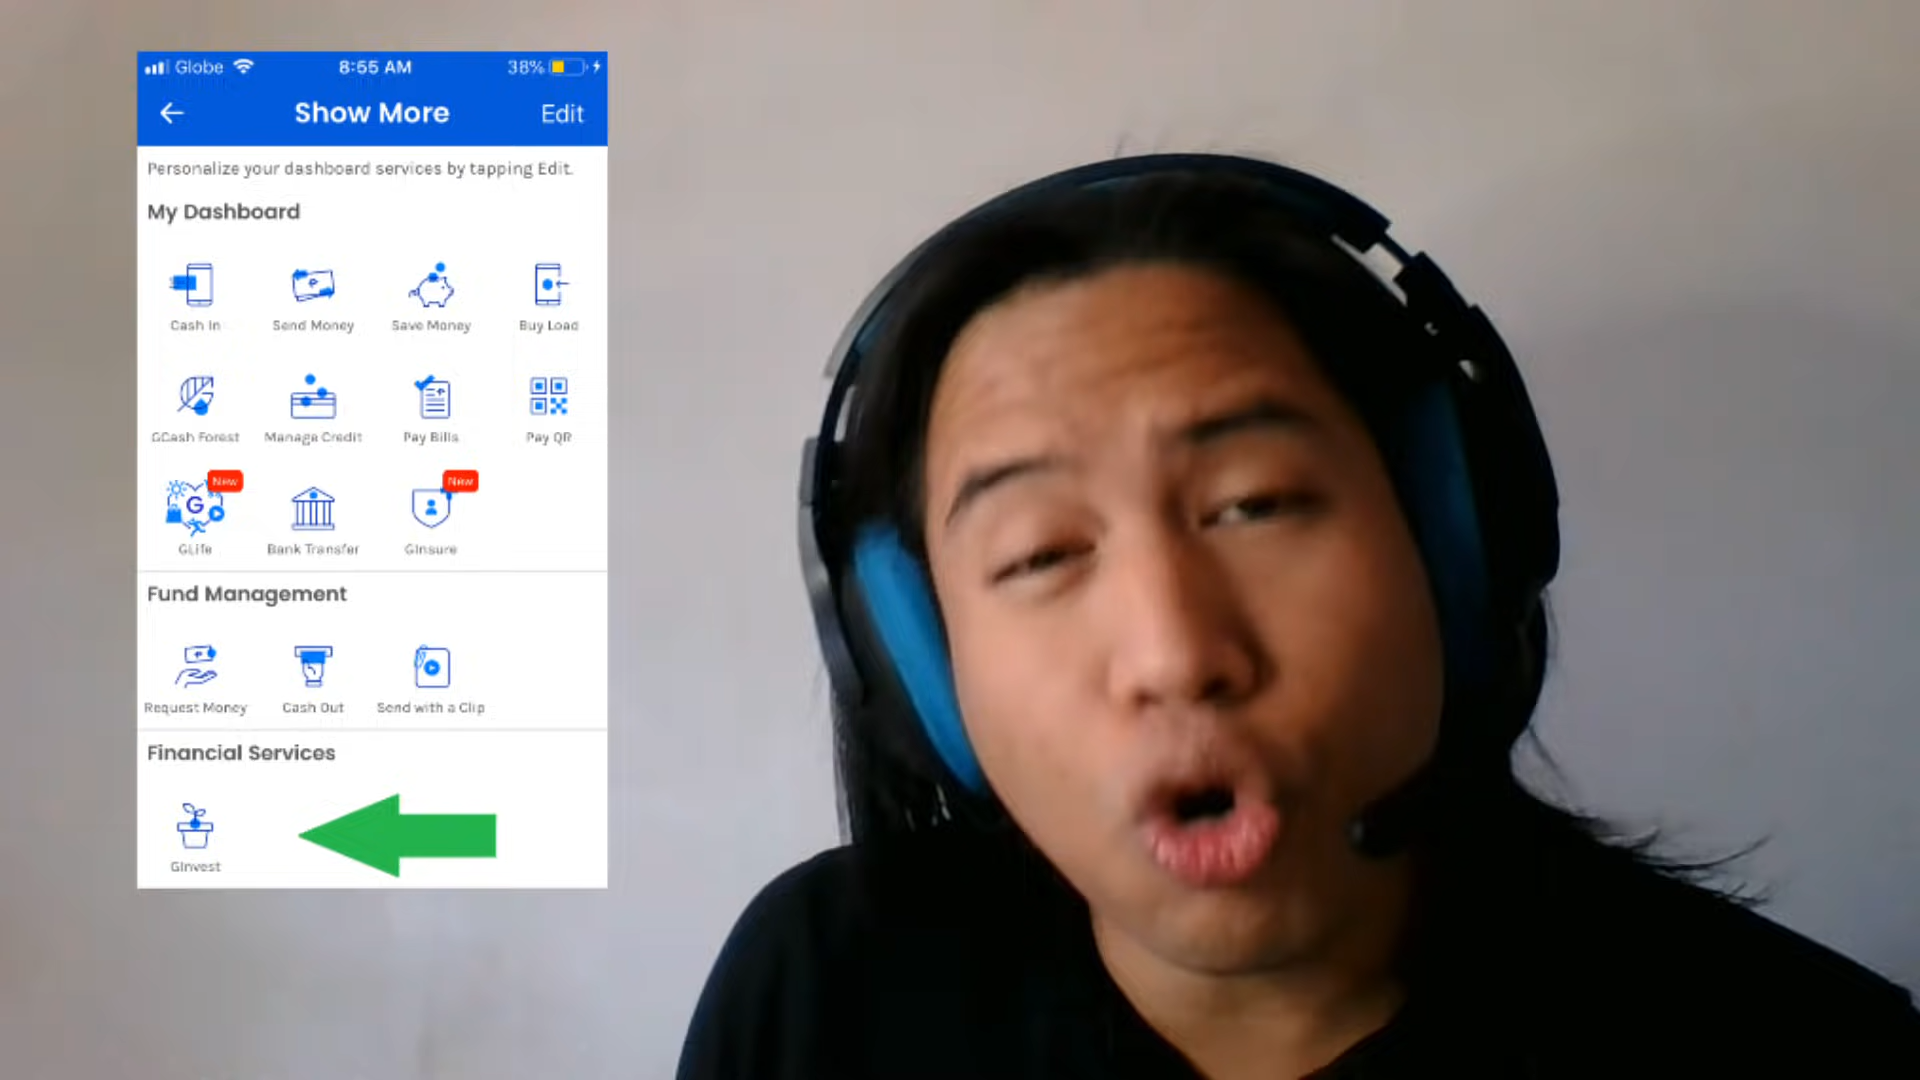 Globe 8:55 AM 38%
Show More Edit
Personalize your dashboard services by tapping Edit.
My Dashboard
Cash In Send Money Save Money Buy Load
GCash Forest Manage Credit Pay Bills Pay QR
New New
G
GLife Bank Transfer GInsure
Fund Management
Request Money Cash Out Send with a Clip
Financial Services
GInvest